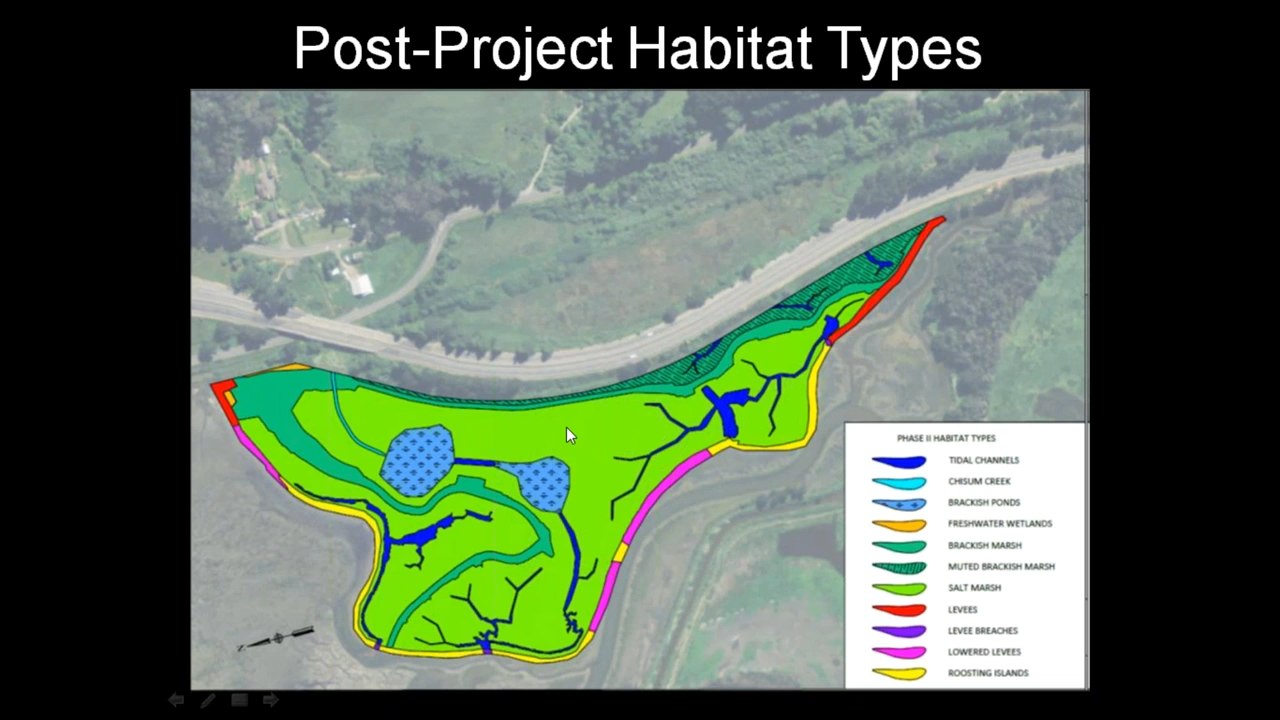 Post-Project Habitat Types
PHASE II HABITAT TYPES
TIDAL CHANNELS
CHISUM CREEK
BRACKISH PONDS
FRESHWATER WETLANDS
BRACKISH MARSH
MUTED BRACKISH MARSH
SALT MARSH
LEVEES
LEVEE BREACHES
LOWERED LEVEES
ROOSTING ISLANDS